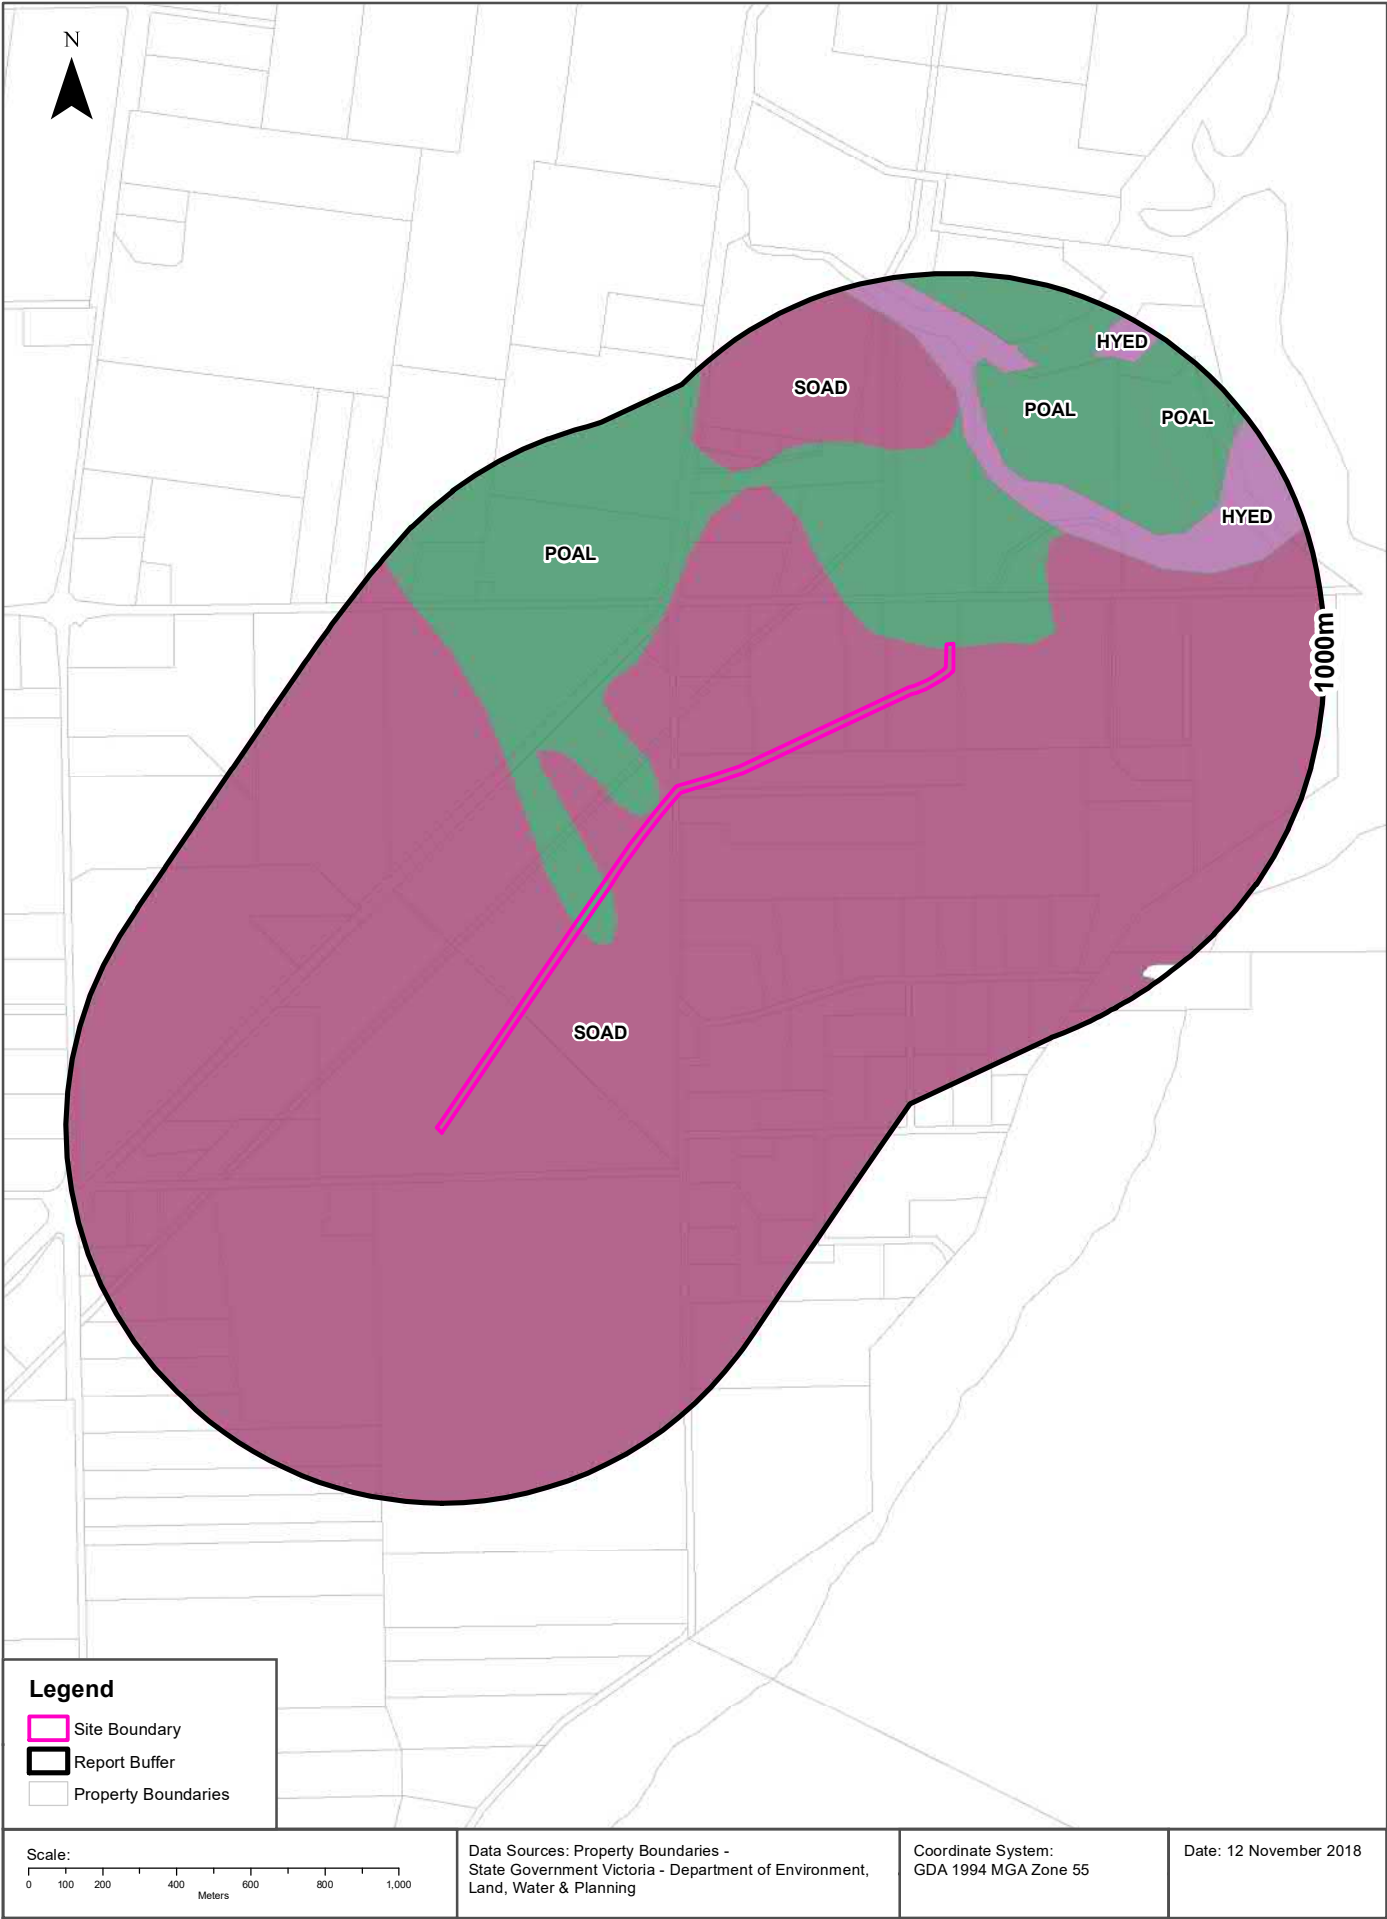 N
HYED
SOAD
POAL
POAL
HYED
POAL
1000m
SOAD
Legend
Site Boundary
Report Buffer
Property Boundaries
Scale:
0 100 200 400 600 800 1,000
Meters
Data Sources: Property Boundaries -
State Government Victoria - Department of Environment,
Land, Water & Planning
Coordinate System:
GDA 1994 MGA Zone 55
Date: 12 November 2018